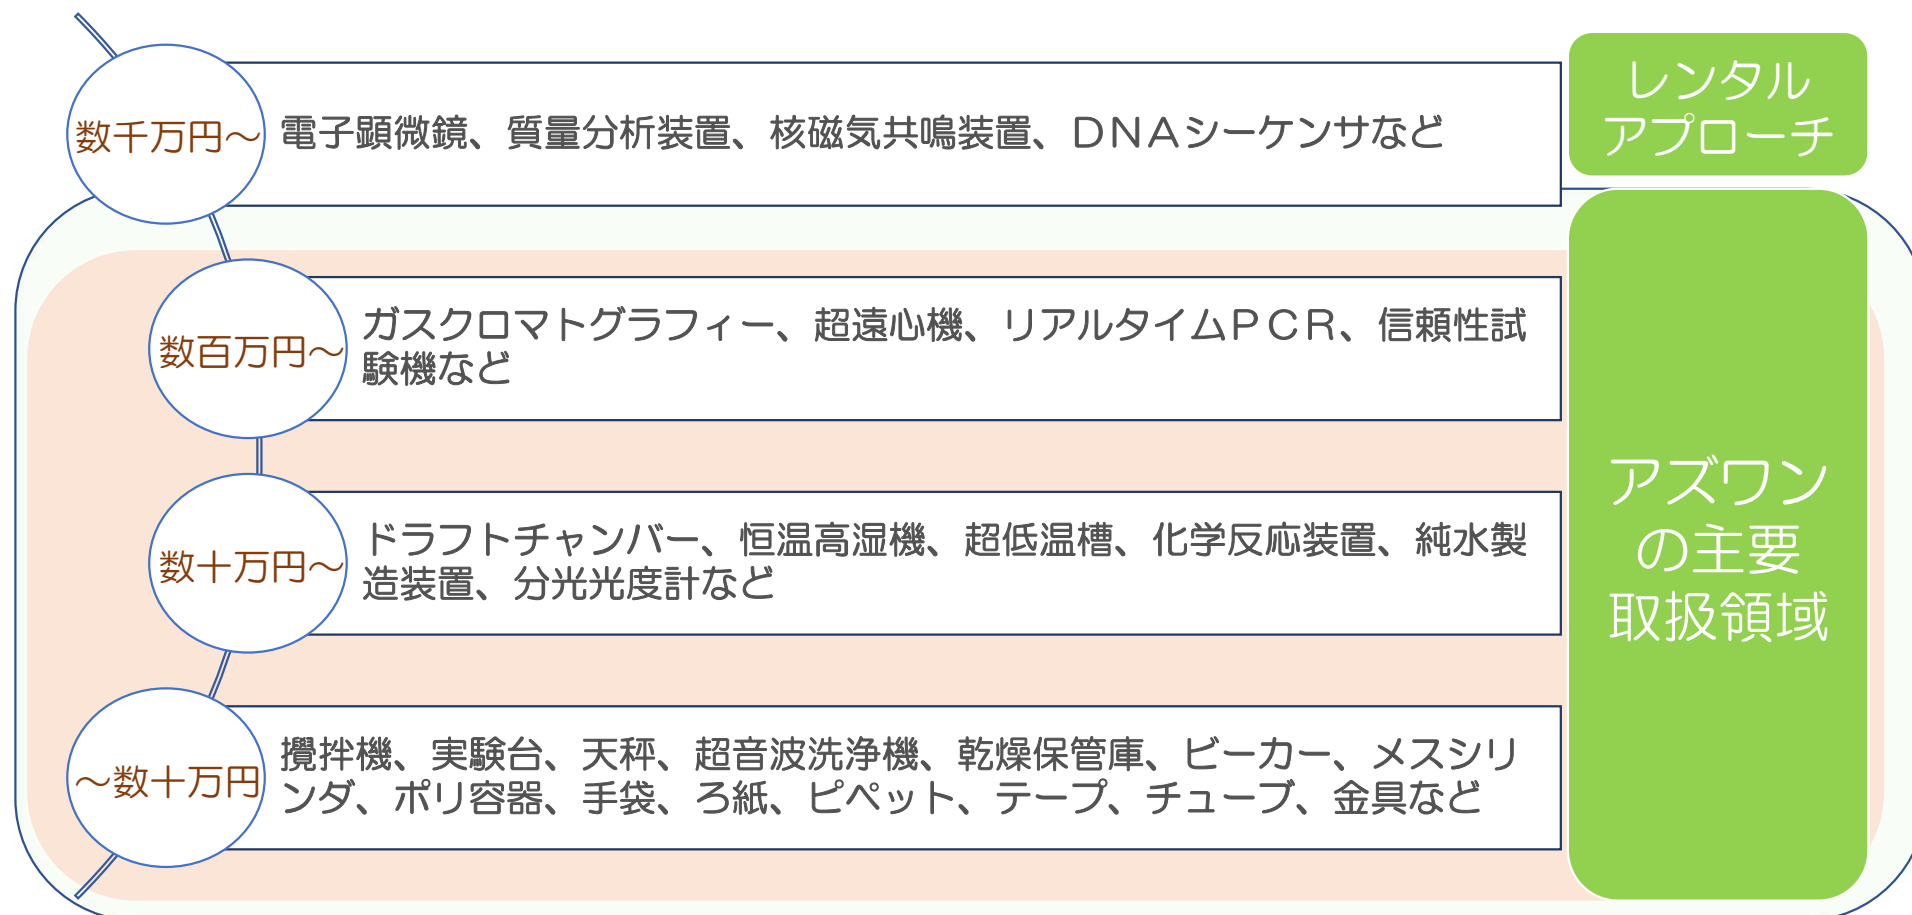 数千万円～
電子顕微鏡、質量分析装置、核磁気共鳴装置、ＤＮＡシーケンサなど
レンタル
アプローチ
数百万円～
ガスクロマトグラフィー、超遠心機、リアルタイムＰＣＲ、信頼性試
験機など
数十万円～
ドラフトチャンバー、恒温高湿機、超低温槽、化学反応装置、純水製
造装置、分光光度計など
アズワン
の主要
取扱領域
～数十万円
攪拌機、実験台、天秤、超音波洗浄機、乾燥保管庫、ビーカー、メスシリ
ンダ、ポリ容器、手袋、ろ紙、ピペット、テープ、チューブ、金具など